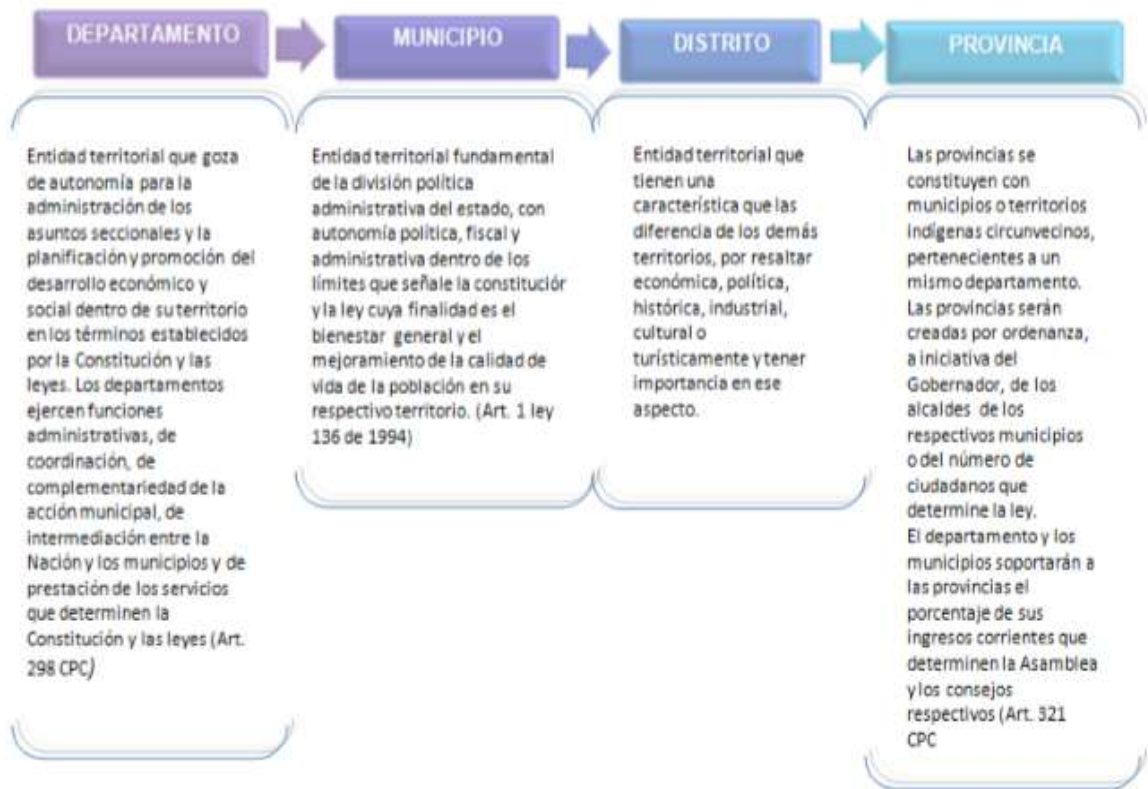 DEPARTAMENTO
MUNICIPIO
DISTRITO
PROVINCIA
Entidad territorial que goza
de autonomía para la
administración de los
asuntos seccionales y la
planificación y promoción del
desarrollo económico y
social dentro de su territorio
en los términos establecidos
por la Constitución y las
leyes. Los departamentos
ejercen funciones
administrativas, de
coordinación, de
complementariedad de la
acción municipal, de
intermediación entre la
Nación y los municipios y de
prestación de los servicios
que determinen la
Constitución y las leyes (Art.
298 CPC)
Entidad territorial fundamental
de la división política
administrativa del estado, con
autonomía política, fiscal y
administrativa dentro de los
límites que señale la constitución
y la ley cuya finalidad es el
bienestar general y el
mejoramiento de la calidad de
vida de la población en su
respectivo territorio. (Art. 1 ley
136 de 1994)
Entidad territorial que
tienen una
característica que las
diferencia de los demás
territorios, por resaltar
económica, política,
histórica, industrial,
cultural o
turísticamente y tener
importancia en ese
aspecto.
Las provincias se
constituyen con
municipios o territorios
indígenas circunvecinos,
pertenecientes a un
mismo departamento.
Las provincias serán
creadas por ordenanza,
a iniciativa del
Gobernador, de los
alcaldes de los
respectivos municipios
o del número de
ciudadanos que
determine la ley.
El departamento y los
municipios soportarán a
las provincias el
porcentaje de sus
ingresos corrientes que
determinen la Asamblea
y los consejos
respectivos (Art. 321
CPC